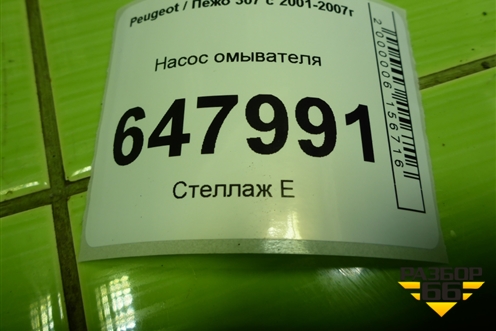 Peugeot / Пежо 307 с 2001-2007г
Насос омывателя
647991
Стеллаж Е
2000006156716
РАЗБОР
66